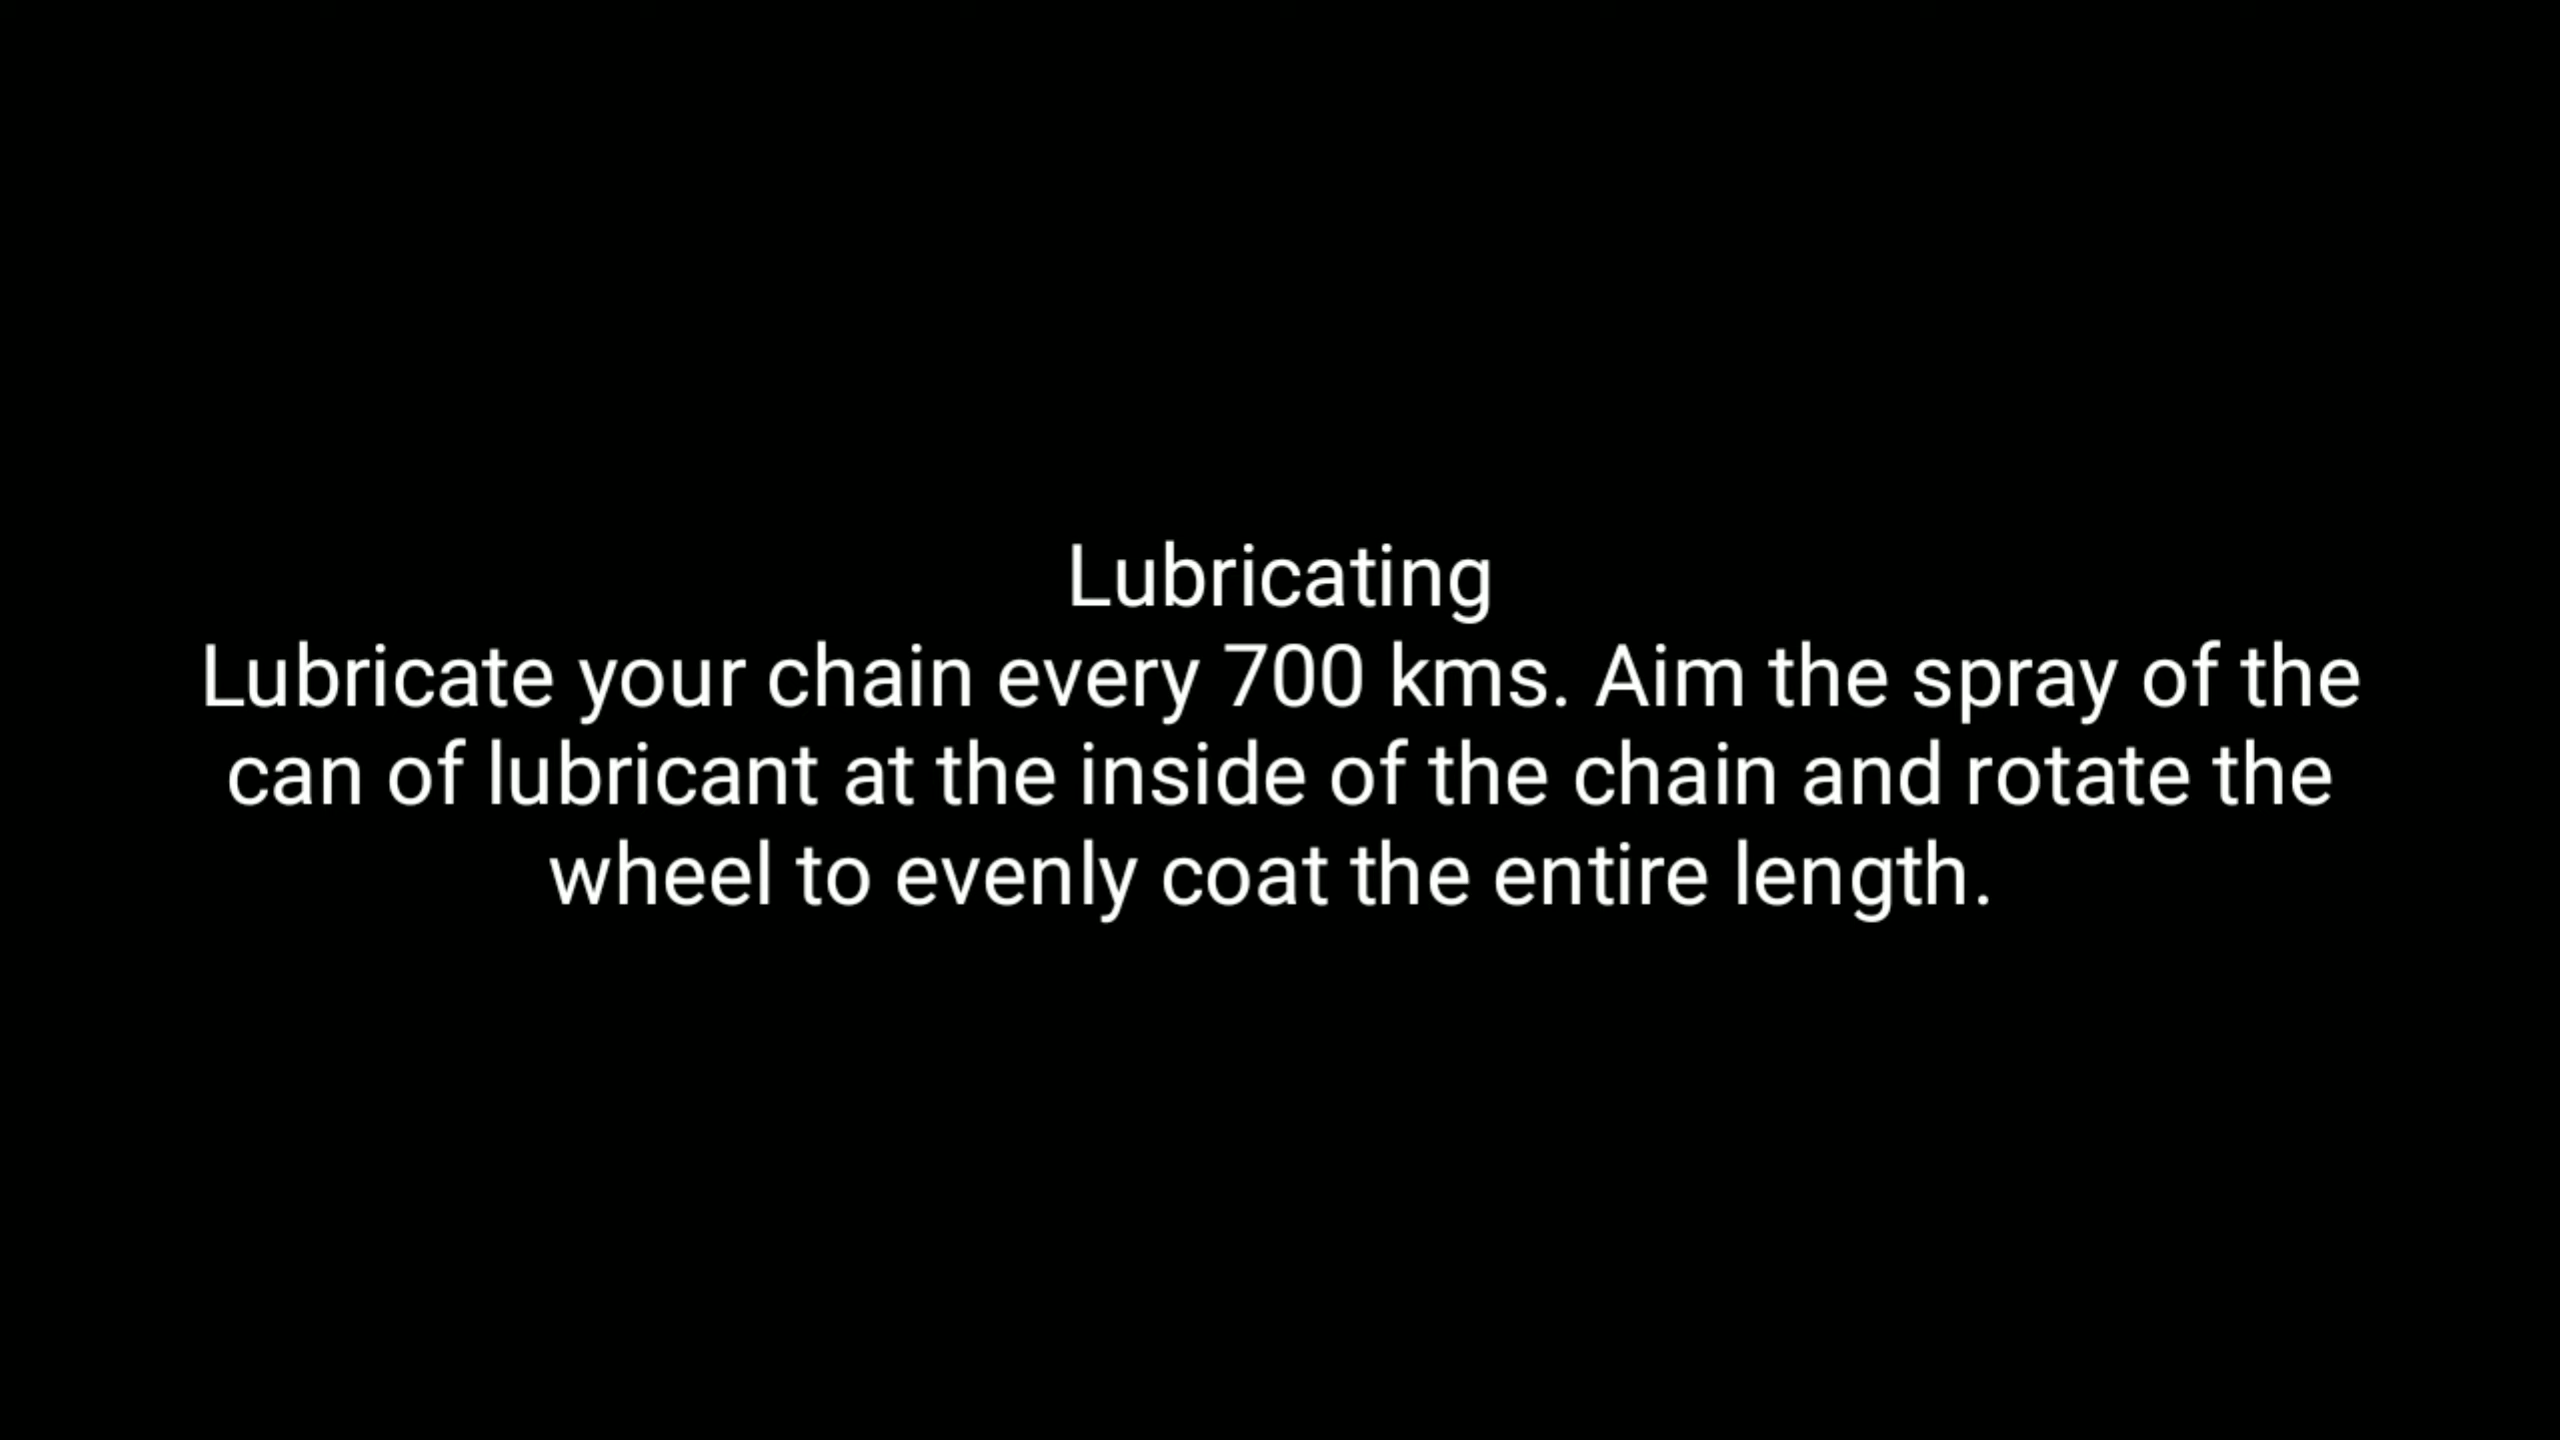 Lubricating
Lubricate your chain every 700 kms. Aim the spray of the
can of lubricant at the inside of the chain and rotate the
wheel to evenly coat the entire length.